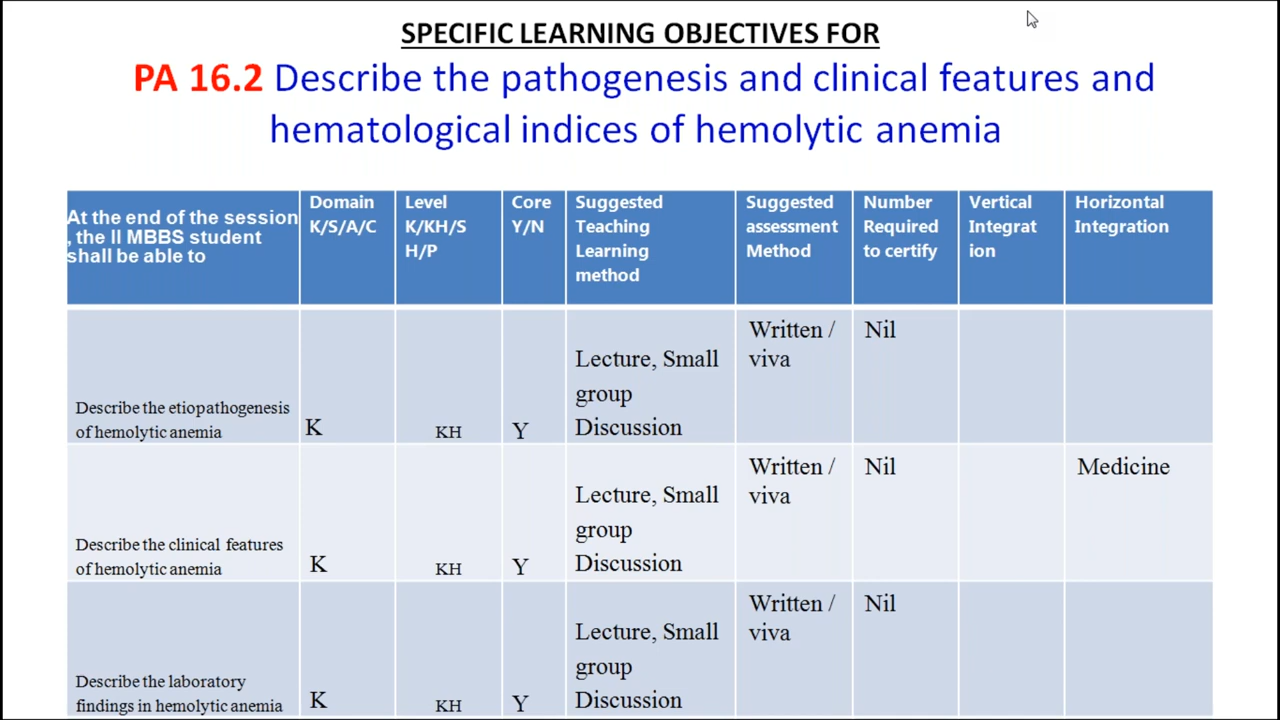 SPECIFIC LEARNING OBJECTIVES FOR
PA 16.2 Describe the pathogenesis and clinical features and
hematological indices of hemolytic anemia
At the end of the session
, the II MBBS student
shall be able to
Domain
K/S/A/C
Level
K/KH/S
H/P
Core
Y/N
Suggested
Teaching
Learning
method
Suggested
assessment
Method
Number
Required
to certify
Vertical
Integrat
ion
Horizontal
Integration
Describe the etiopathogenesis
of hemolytic anemia
K
KH
Y
Lecture, Small
group
Discussion
Written /
viva
Nil
Describe the clinical features
of hemolytic anemia
K
KH
Y
Lecture, Small
group
Discussion
Written /
viva
Nil
Medicine
Describe the laboratory
findings in hemolytic anemia
K
KH
Y
Lecture, Small
group
Discussion
Written /
viva
Nil